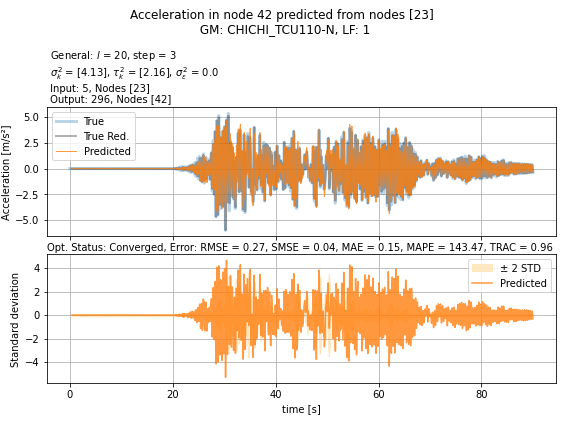 Acceleration in node 42 predicted from nodes [23]
GM: CHICHI_TCU110-N, LF: 1
General: l = 20, step = 3
σ²ₖ = [4.13], τ²ₖ = [2.16], σ²ε = 0.0
Input: 5, Nodes [23]
Output: 296, Nodes [42]
Acceleration [m/s²]
5.0
2.5
0.0
−2.5
−5.0
True
True Red.
Predicted
Opt. Status: Converged, Error: RMSE = 0.27, SMSE = 0.04, MAE = 0.15, MAPE = 143.47, TRAC = 0.96
Standard deviation
4
2
0
−2
−4
± 2 STD
Predicted
0 20 40 60 80
time [s]